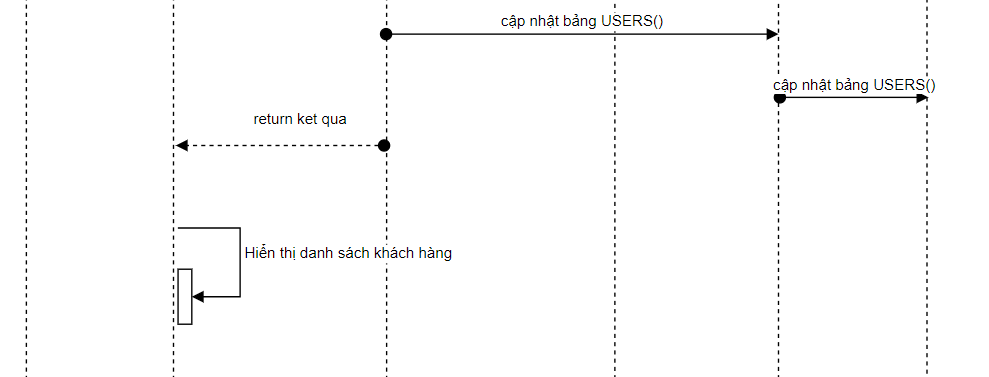 cập nhật bảng USERS()
cập nhật bảng USERS()
return ket qua
Hiển thị danh sách khách hàng